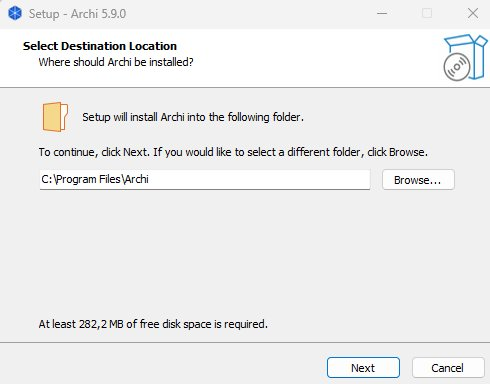 Setup - Archi 5.9.0
Select Destination Location
Where should Archi be installed?
Setup will install Archi into the following folder.
To continue, click Next. If you would like to select a different folder, click Browse.
C:\Program Files\Archi
Browse...
At least 282,2 MB of free disk space is required.
Next
Cancel